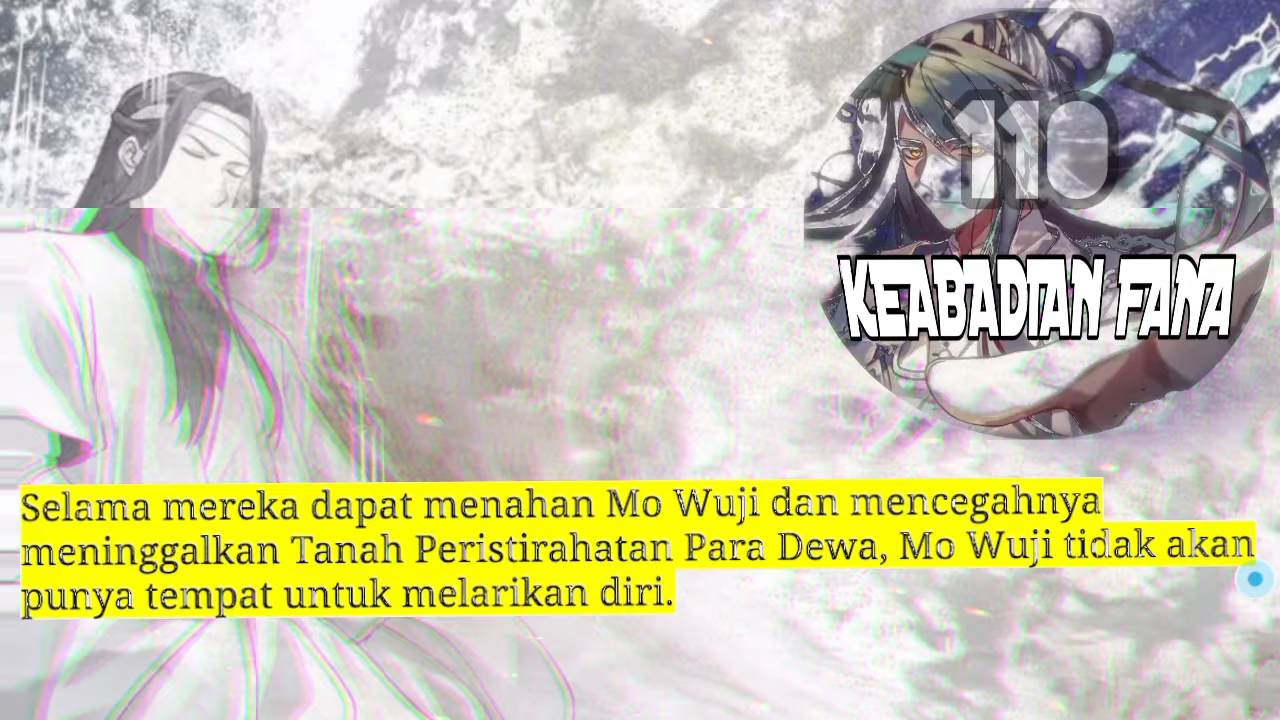 110
KEABADIAN FANA
Selama mereka dapat menahan Mo Wuji dan mencegahnya
meninggalkan Tanah Peristirahatan Para Dewa, Mo Wuji tidak akan
punya tempat untuk melarikan diri.